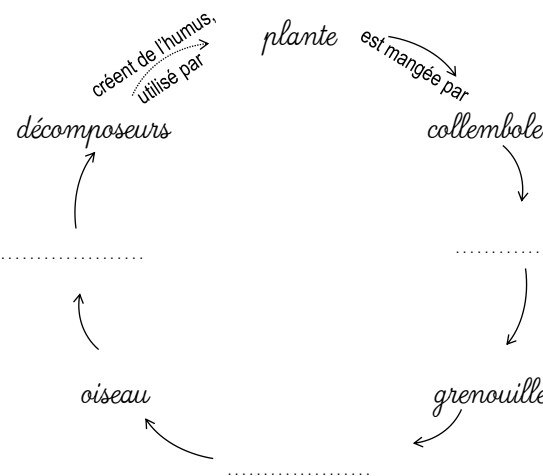 créent de l'humus,
utilisé par
plante
est mangée par
décomposeurs
collembole
....................
............
oiseau
grenouille
....................